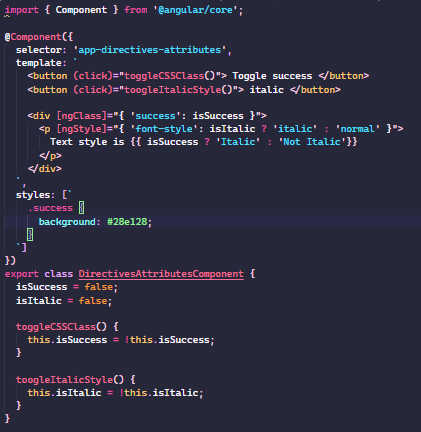 import { Component } from '@angular/core';
@Component({
selector: 'app-directives-attributes',
template: `
<button (click)="toggleCSSClass()"> Toggle success </button>
<button (click)="toogleItalicStyle()"> italic </button>
<div [ngClass]="{ 'success': isSuccess }">
<p [ngStyle]="{ 'font-style': isItalic ? 'italic' : 'normal' }">
Text style is {{ isSuccess ? 'Italic' : 'Not Italic'}}
</p>
</div>
`,
styles: [`
.success {
background: #28e128;
}
`]
})
export class DirectivesAttributesComponent {
isSuccess = false;
isItalic = false;
toggleCSSClass() {
this.isSuccess = !this.isSuccess;
}
toogleItalicStyle() {
this.isItalic = !this.isItalic;
}
}